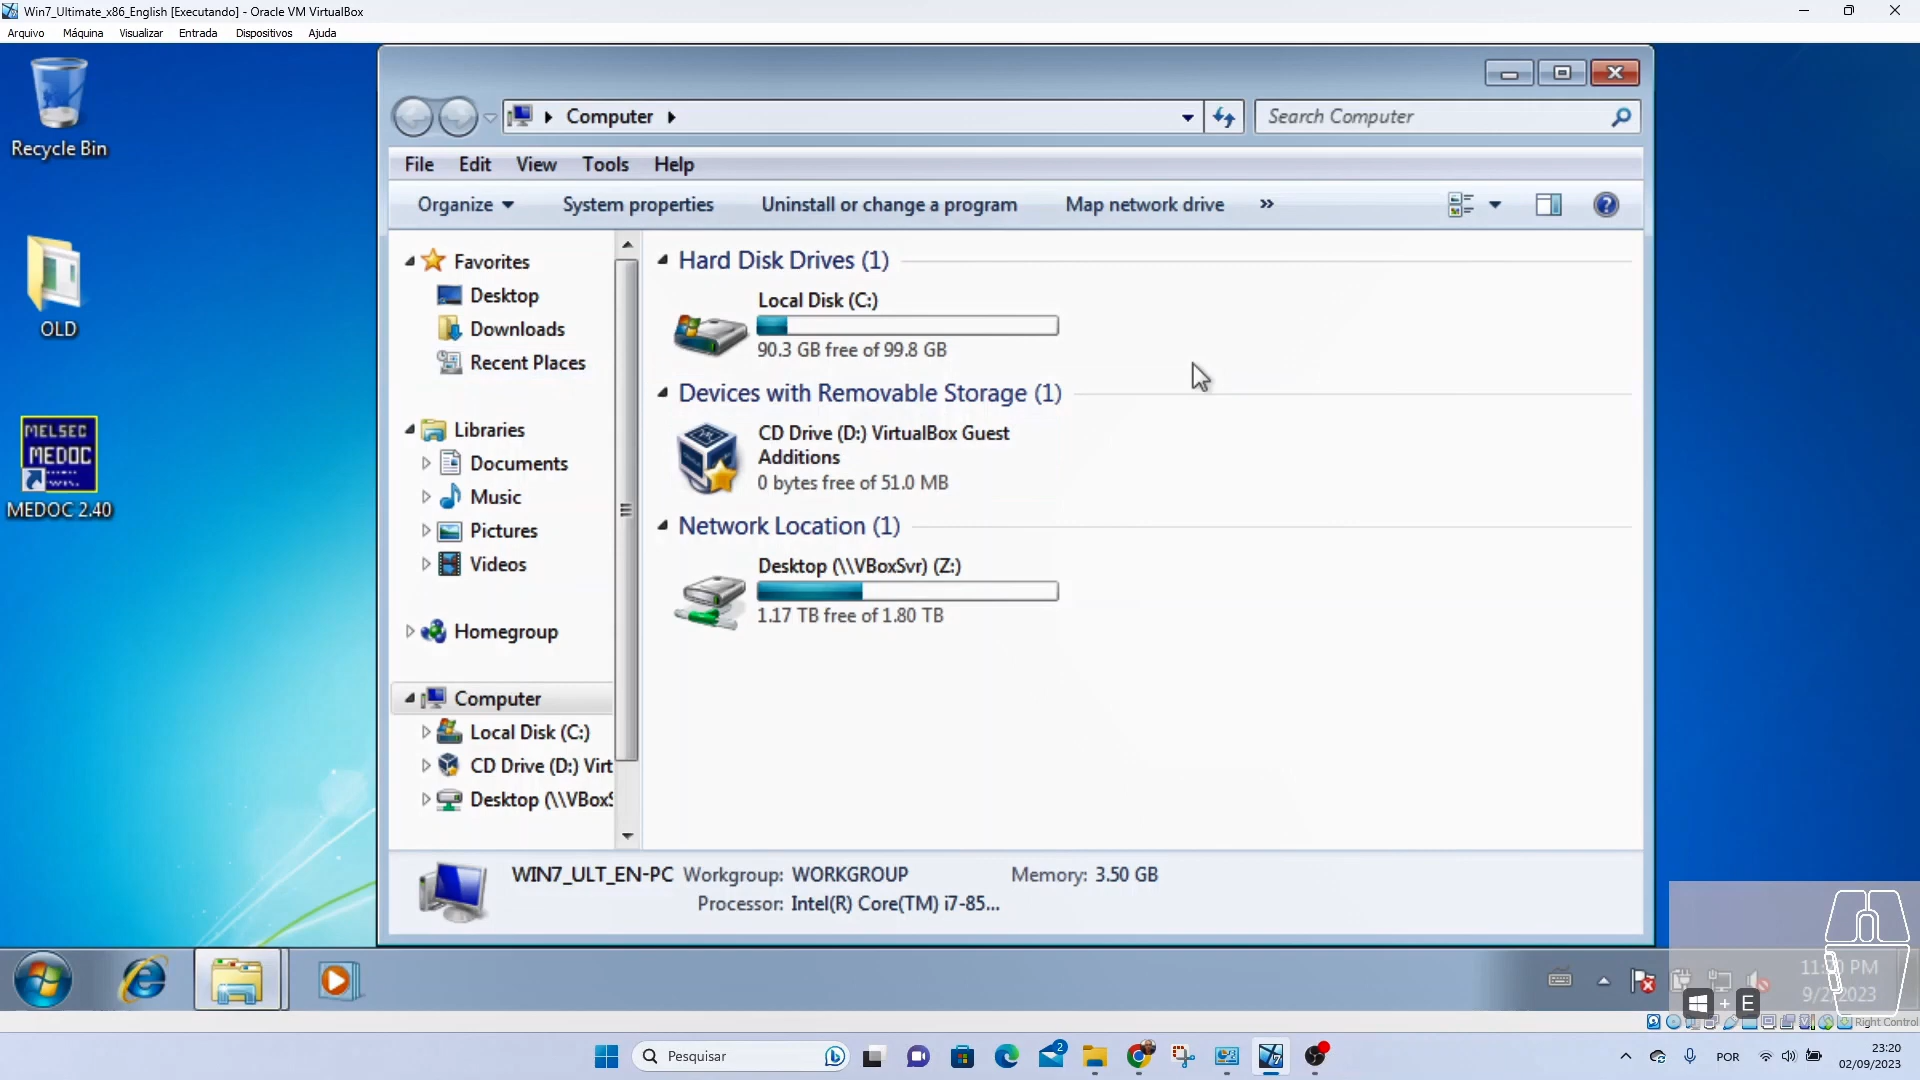 Win7_Ultimate_x86_English [Executando] - Oracle VM VirtualBox
Arquivo Máquina Visualizar Entrada Dispositivos Ajuda
Recycle Bin
OLD
MELSEC
MEDOC
MEDOC 2.40
Computer
Search Computer
File Edit View Tools Help
Organize System properties Uninstall or change a program Map network drive »
Favorites
Desktop
Downloads
Recent Places
Libraries
Documents
Music
Pictures
Videos
Homegroup
Computer
Local Disk (C:)
CD Drive (D:) Virt
Desktop (\\VBoxS
Hard Disk Drives (1)
Local Disk (C:)
90.3 GB free of 99.8 GB
Devices with Removable Storage (1)
CD Drive (D:) VirtualBox Guest
Additions
0 bytes free of 51.0 MB
Network Location (1)
Desktop (\\VBoxSvr) (Z:)
1.17 TB free of 1.80 TB
WIN7_ULT_EN-PC Workgroup: WORKGROUP Memory: 3.50 GB
Processor: Intel(R) Core(TM) i7-85...
PM
9/2/2023
+ E
Right Control
Pesquisar
2
POR
23:20
02/09/2023